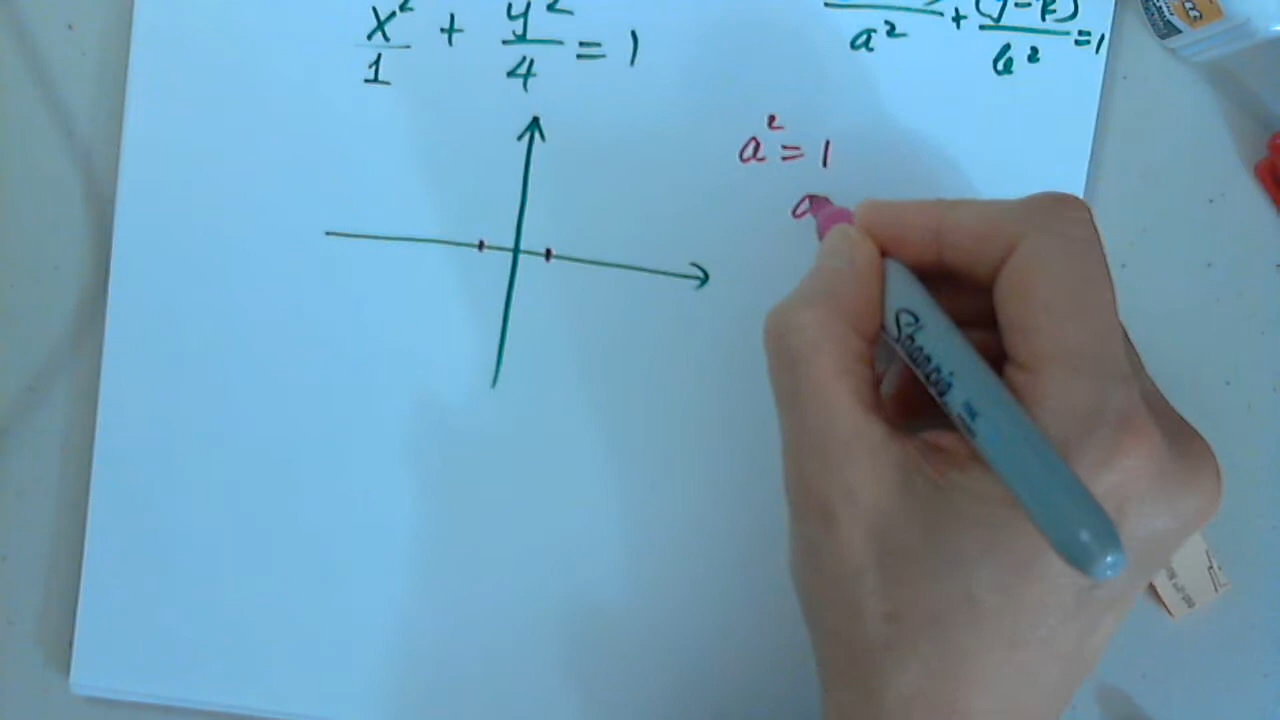 x²/1 + y²/4 = 1
/a² + (y-k)/b² = 1
a² = 1
a
Sharpie